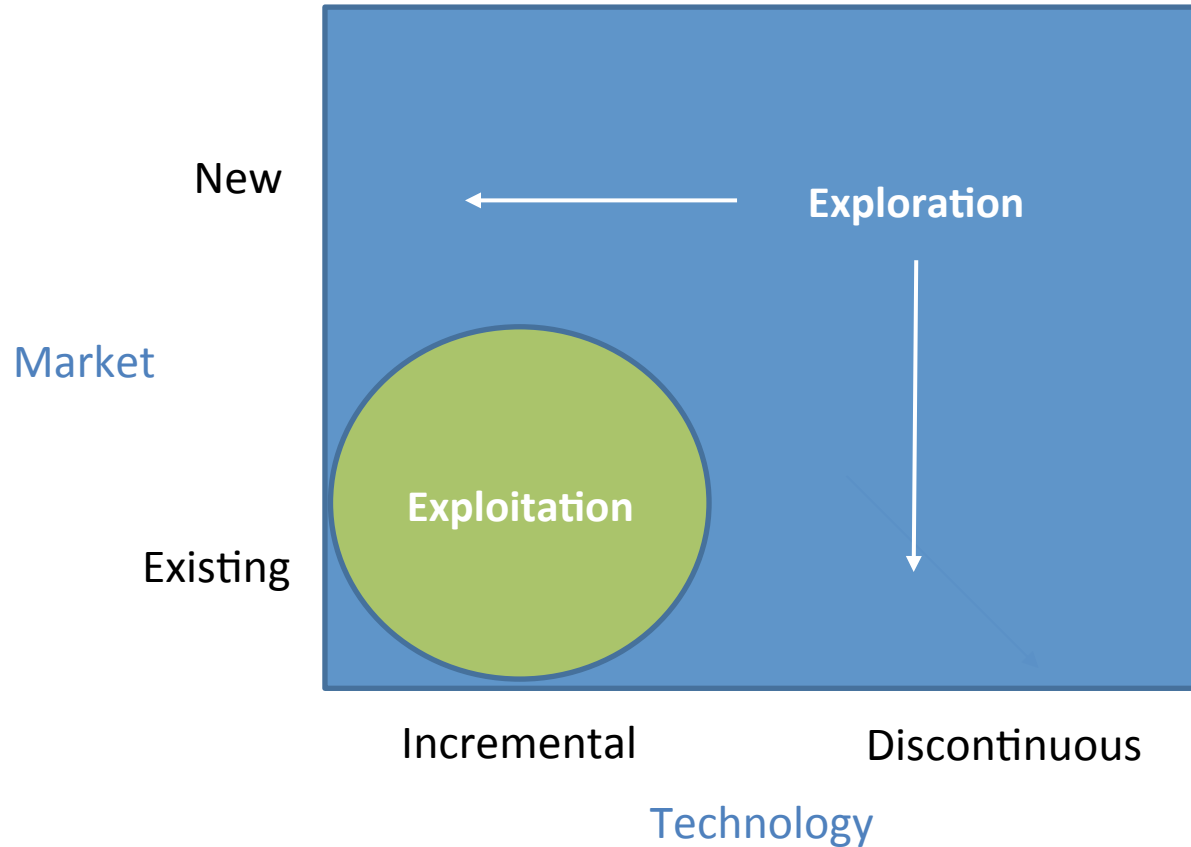 New
Exploration
Market
Exploitation
Existing
Incremental
Discontinuous
Technology